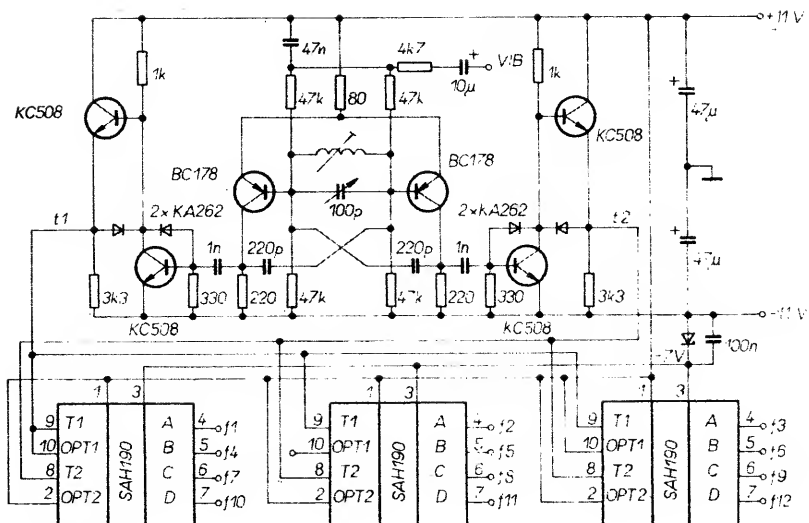 +11V
47n
4k7
+
VIB
10µ
1k
47k
80
47k
1k
+
47µ
KC508
KC508
BC178
BC178
100p
t1
2×KA262
2×KA262
t2
+
47µ
1n
220p
220p
1n
3k3
330
220
47k
47k
220
330
3k3
KC508
KC508
-11V
-7V
100n
1
3
1
3
1
3
9
T1
A
4
f1
9
T1
A
4
f2
9
T1
A
4
f3
10
OPT1
B
5
f4
10
OPT1
B
5
f5
10
OPT1
B
5
f6
8
T2
C
6
f7
8
T2
C
6
f8
8
T2
C
6
f9
2
OPT2
D
7
f10
2
OPT2
D
7
f11
2
OPT2
D
7
f12
SAH190
SAH190
SAH190